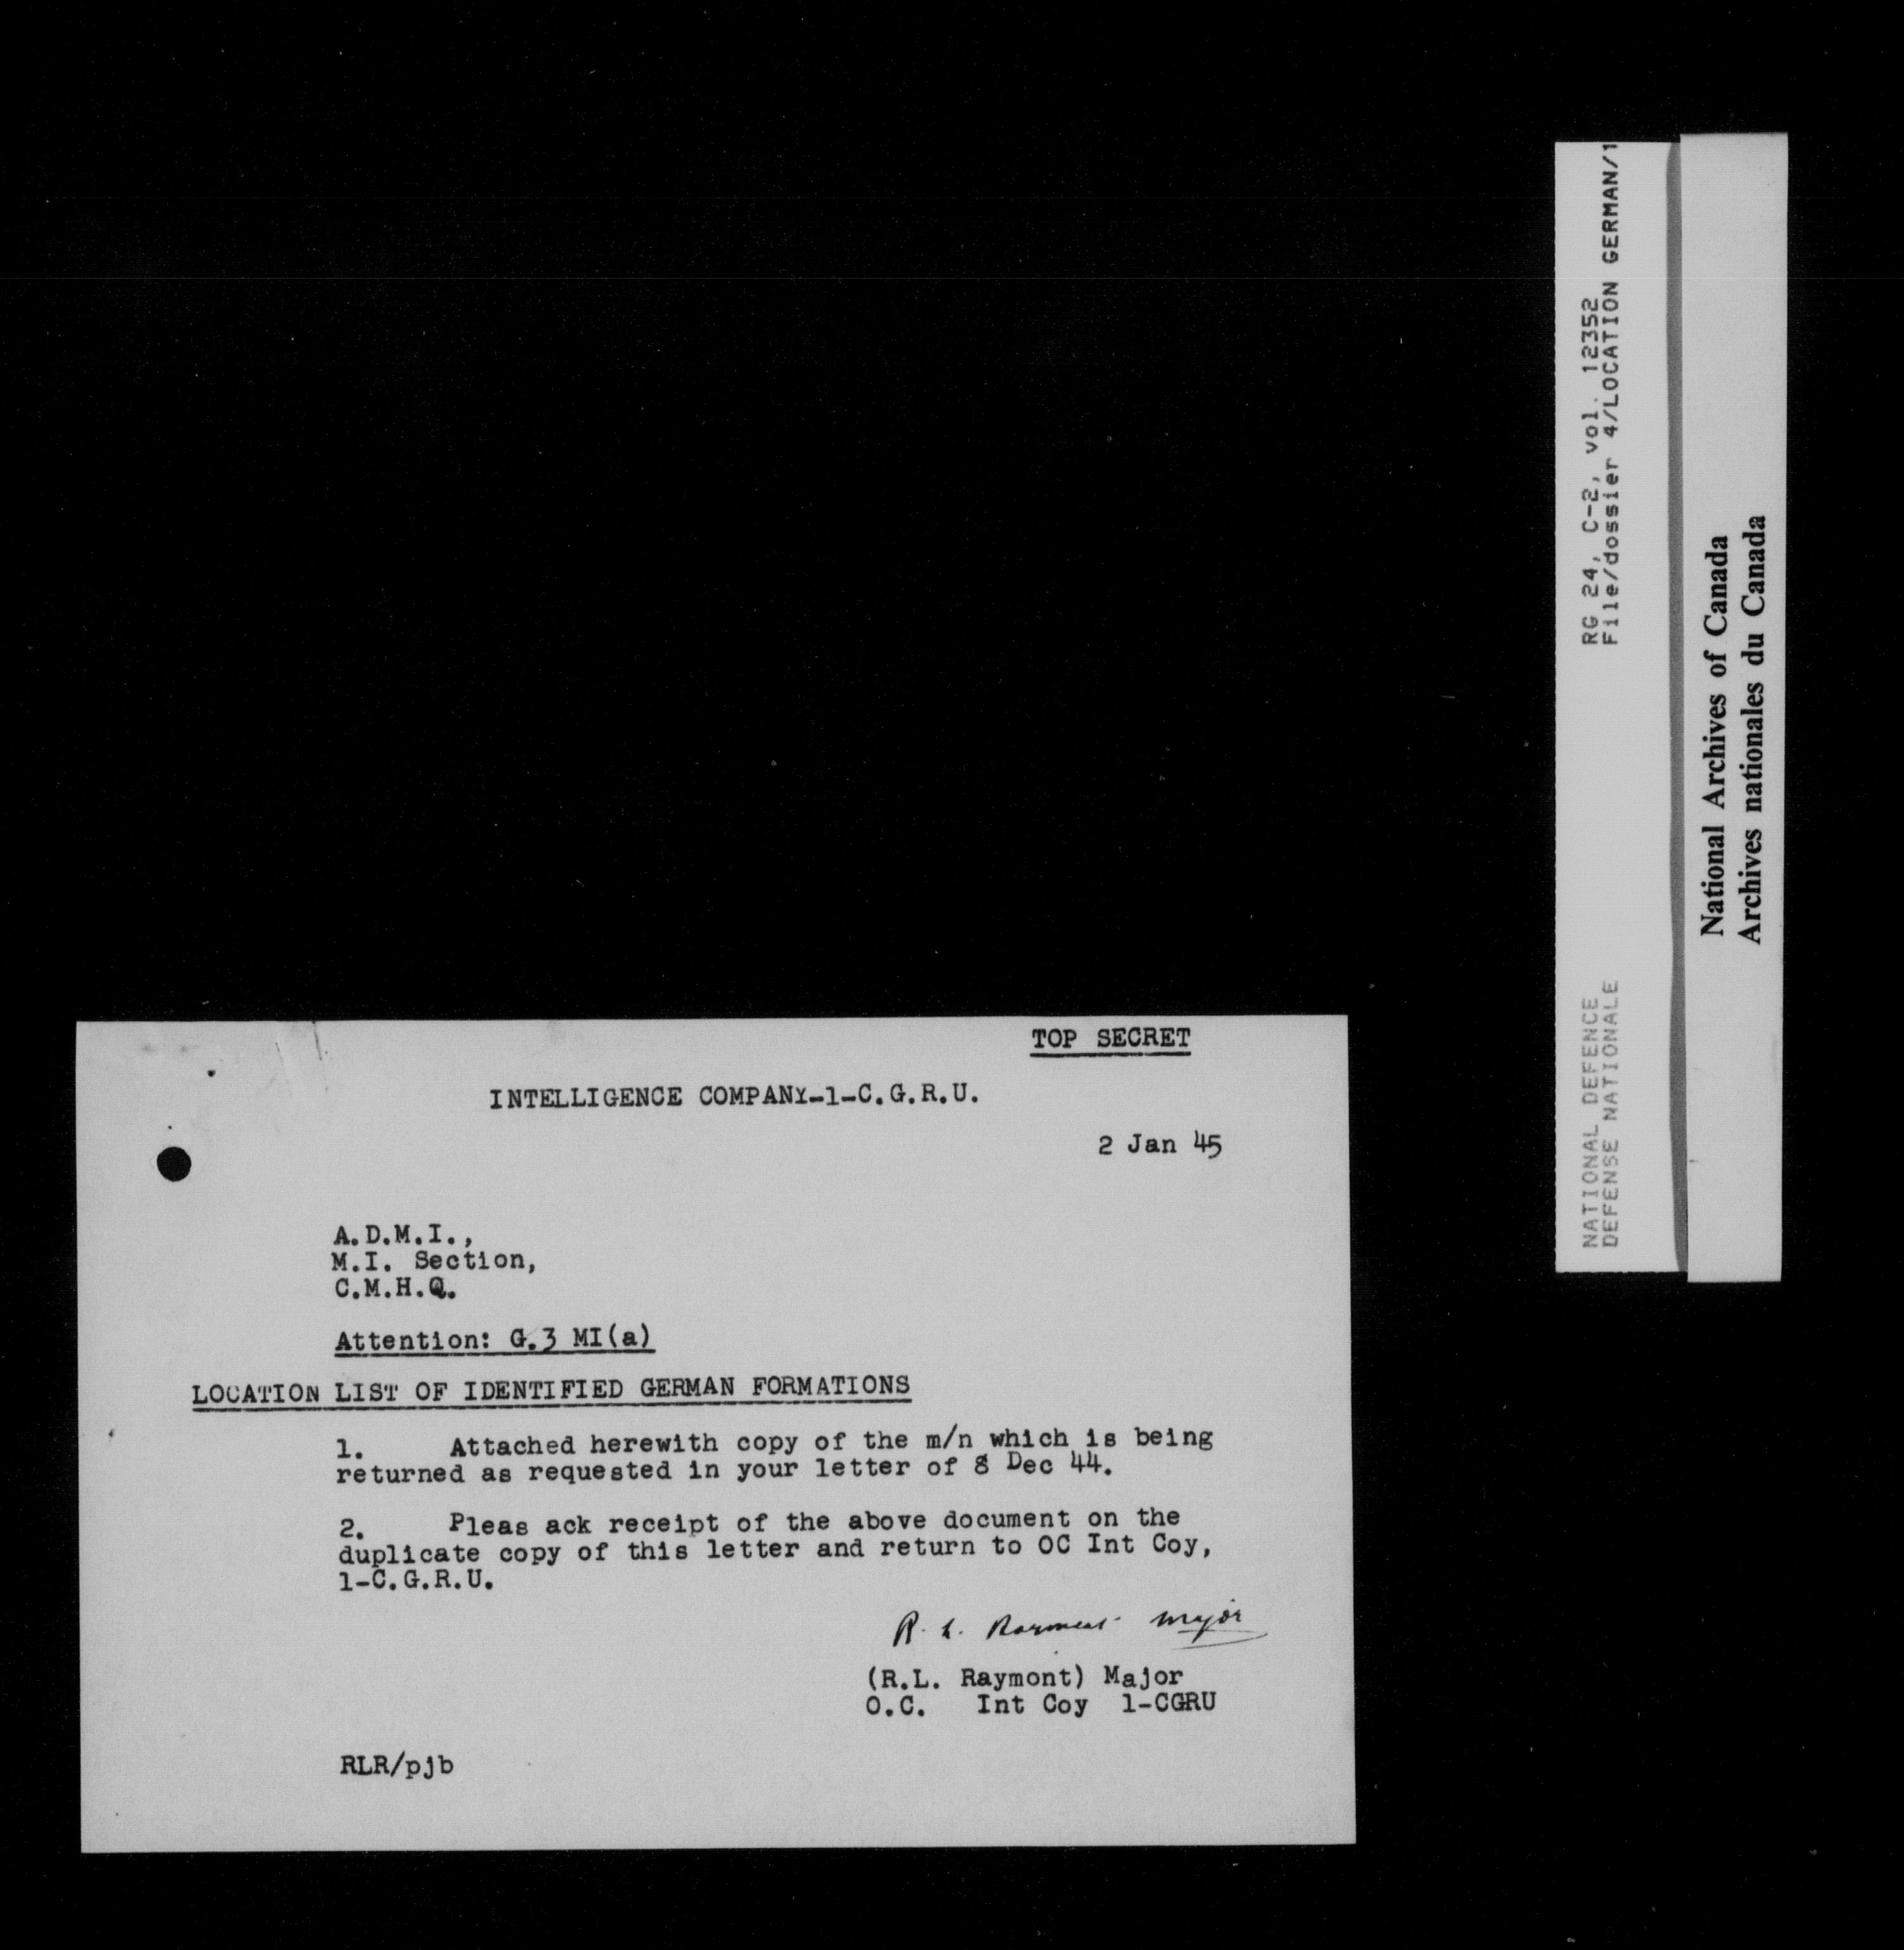 TOP SECRET
INTELLIGENCE COMPANY-1-C.G.R.U.
2 Jan 45
A.D.M.I.,
M.I. Section,
C.M.H.Q.
Attention: G.3 MI(a)
LOCATION LIST OF IDENTIFIED GERMAN FORMATIONS
1. Attached herewith copy of the m/n which is being
returned as requested in your letter of 8 Dec 44.
2. Pleas ack receipt of the above document on the
duplicate copy of this letter and return to OC Int Coy,
1-C.G.R.U.
R. L. Raymont Major
(R.L. Raymont) Major
O.C. Int Coy 1-CGRU
RLR/pjb
NATIONAL DEFENCE RG 24, C-2, vol. 12352
DEFENSE NATIONALE File/dossier 4/LOCATION GERMAN/1
National Archives of Canada
Archives nationales du Canada